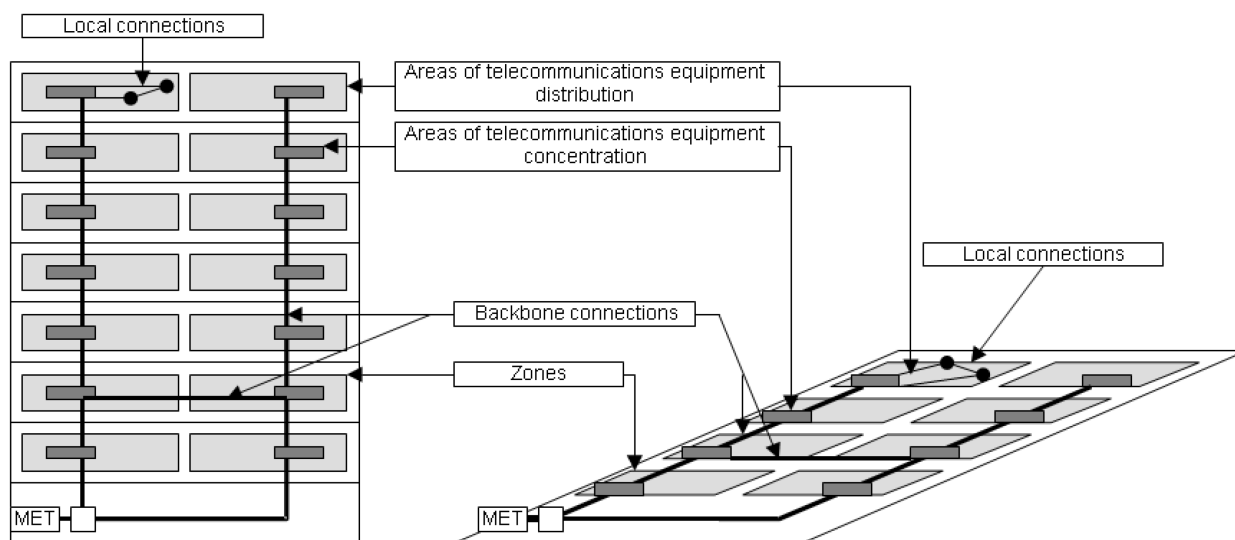 Local connections
Areas of telecommunications equipment
distribution
Areas of telecommunications equipment
concentration
Local connections
Backbone connections
Zones
MET
MET